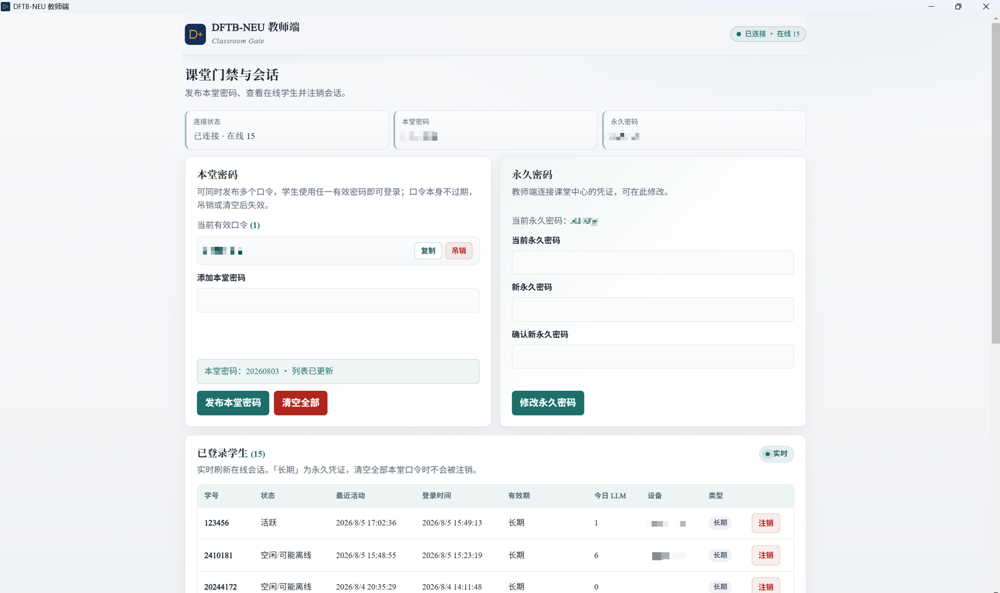 DFTB-NEU 教师端
D+
DFTB-NEU 教师端
Classroom Gate
已连接 · 在线 15
课堂门禁与会话
发布本堂密码、查看在线学生并注销会话。
连接状态
已连接 · 在线 15
本堂密码
永久密码
本堂密码
可同时发布多个口令，学生使用任一有效密码即可登录；口令本身不过期，
吊销或清空后失效。
当前有效口令 (1)
复制
吊销
添加本堂密码
本堂密码：20260803 · 列表已更新
发布本堂密码
清空全部
永久密码
教师端连接课堂中心的凭证，可在此修改。
当前永久密码：
当前永久密码
新永久密码
确认新永久密码
修改永久密码
已登录学生 (15)
实时
实时刷新在线会话。「长期」为永久凭证，清空全部本堂口令时不会被注销。
学号 状态 最近活动 登录时间 有效期 今日 LLM 设备 类型
123456 活跃 2026/8/5 17:02:36 2026/8/5 15:49:13 长期 1 长期 注销
2410181 空闲/可能离线 2026/8/5 15:48:55 2026/8/5 15:23:19 长期 6 长期 注销
20244172 空闲/可能离线 2026/8/4 20:35:29 2026/8/4 14:11:48 长期 0 长期 注销